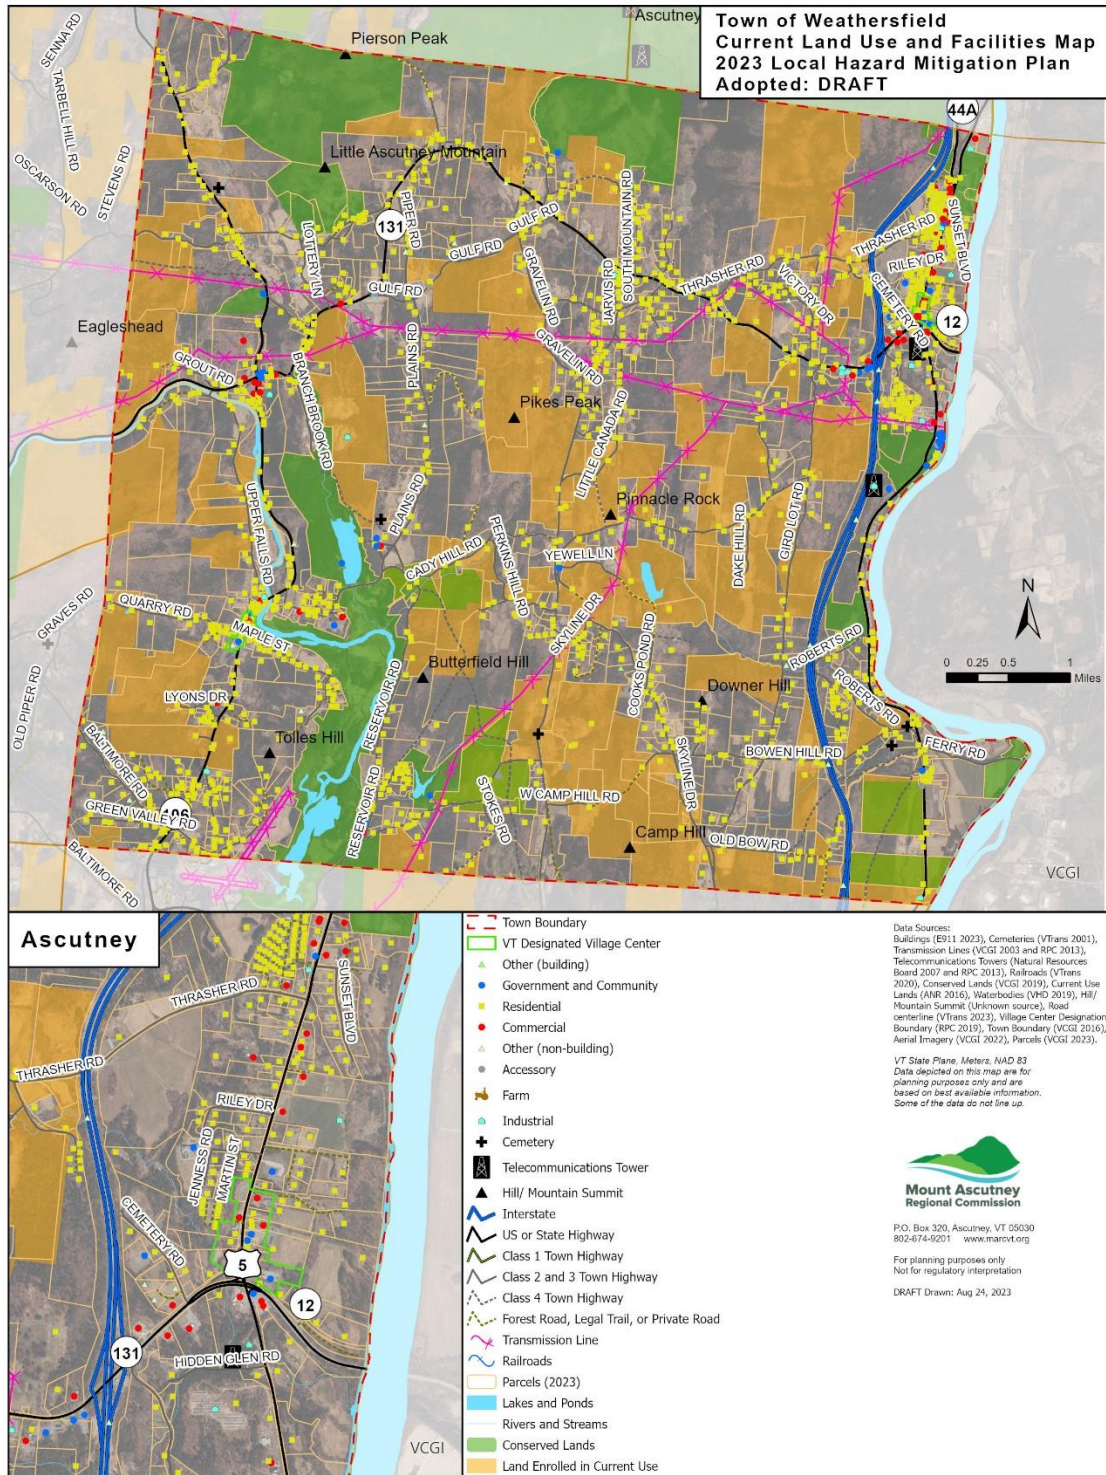 Town of Weathersfield
Current Land Use and Facilities Map
2023 Local Hazard Mitigation Plan
Adopted: DRAFT
Ascutney
Pierson Peak
44A
SENNA RD
TARBELL HILL RD
STEVENS RD
OSCARSON RD
Little Ascutney Mountain
131
PIPER RD
LOTTERY LN
GULF RD
GULF RD
GULF RD
GRAVELIN RD
JARVIS RD
SOUTH MOUNTAIN RD
THRASHER RD
THRASHER RD
VICTORY DR
SUNSET BLVD
RILEY DR
CEMETERY RD
12
Eagleshead
GROUT RD
BRANCH BROOK RD
PLAINS RD
GRAVELIN RD
Pikes Peak
LITTLE CANADA RD
Pinnacle Rock
UPPER FALLS RD
PLAINS RD
CADY HILL RD
PERKINS HILL RD
YEWELL LN
DAKE HILL RD
GIRD LOT RD
GRAVES RD
QUARRY RD
MAPLE ST
SKYLINE DR
COOKS POND RD
ROBERTS RD
ROBERTS RD
N
0 0.25 0.5 1
Miles
OLD PIPER RD
LYONS DR
Butterfield Hill
RESERVOIR RD
Downer Hill
Tolles Hill
BALTIMORE RD
BOWEN HILL RD
FERRY RD
SKYLINE DR
W CAMP HILL RD
STOKES RD
RESERVOIR RD
GREEN VALLEY RD
106
BALTIMORE RD
Camp Hill
OLD BOW RD
VCGI
Ascutney
THRASHER RD
THRASHER RD
SUNSET BLVD
RILEY DR
JENNESS RD
MARTIN ST
CEMETERY RD
5
12
131
HIDDEN GLEN RD
VCGI
Town Boundary
VT Designated Village Center
Other (building)
Government and Community
Residential
Commercial
Other (non-building)
Accessory
Farm
Industrial
Cemetery
Telecommunications Tower
Hill/ Mountain Summit
Interstate
US or State Highway
Class 1 Town Highway
Class 2 and 3 Town Highway
Class 4 Town Highway
Forest Road, Legal Trail, or Private Road
Transmission Line
Railroads
Parcels (2023)
Lakes and Ponds
Rivers and Streams
Conserved Lands
Land Enrolled in Current Use
Data Sources:
Buildings (E911 2023), Cemeteries (VTrans 2001),
Transmission Lines (VCGI 2003 and RPC 2013),
Telecommunications Towers (Natural Resources
Board 2007 and RPC 2013), Railroads (VTrans
2020), Conserved Lands (VCGI 2019), Current Use
Lands (ANR 2016), Waterbodies (VHD 2019), Hill/
Mountain Summit (Unknown source), Road
centerline (VTrans 2023), Village Center Designation
Boundary (RPC 2019), Town Boundary (VCGI 2016),
Aerial Imagery (VCGI 2022), Parcels (VCGI 2023).
VT State Plane, Meters, NAD 83
Data depicted on this map are for
planning purposes only and are
based on best available information.
Some of the data do not line up.
Mount Ascutney
Regional Commission
P.O. Box 320, Ascutney, VT 05030
802-674-9201 www.marcvt.org
For planning purposes only
Not for regulatory interpretation
DRAFT Drawn: Aug 24, 2023